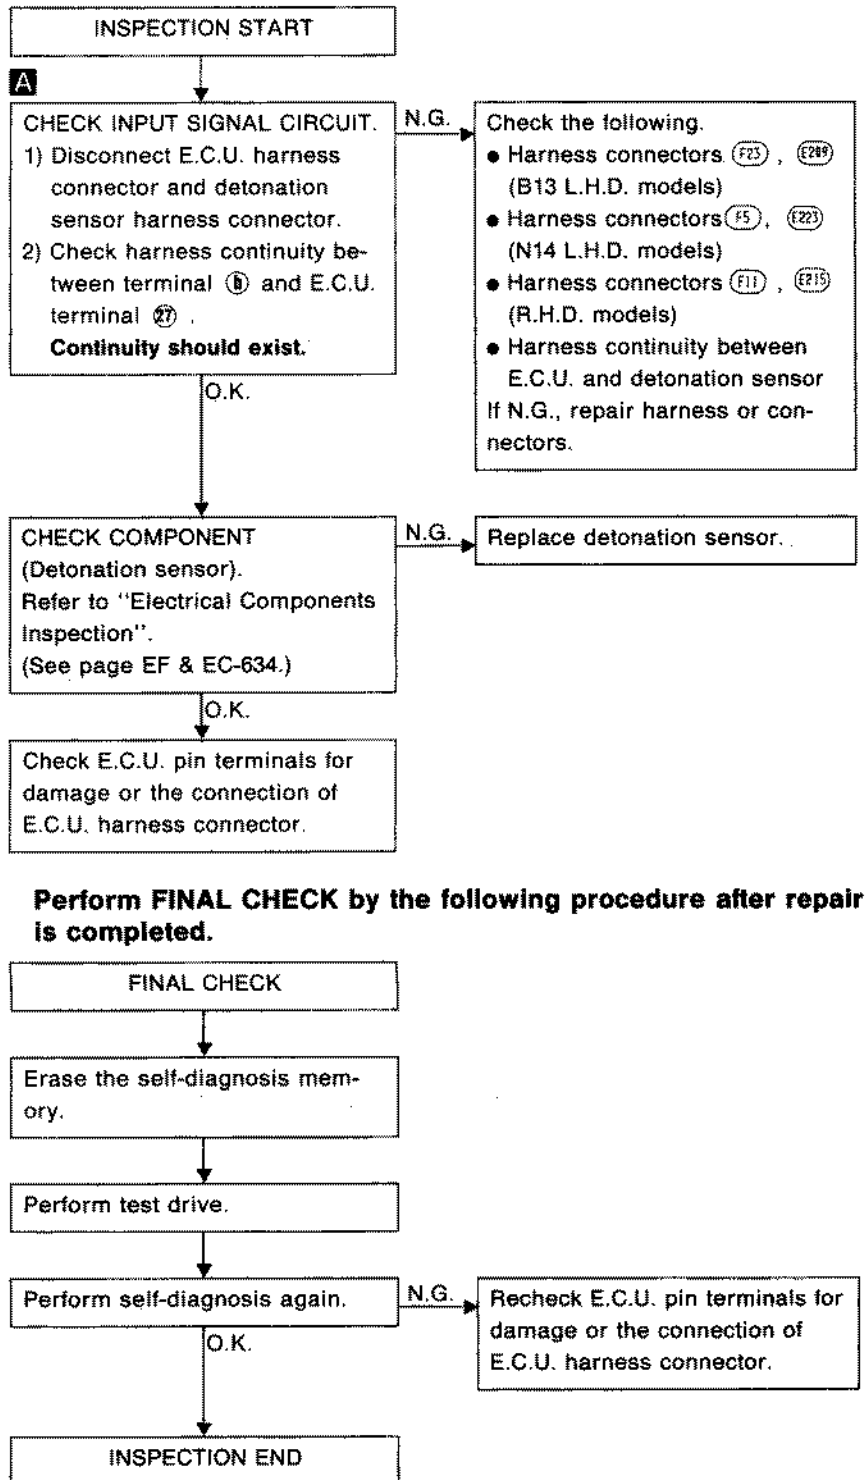 INSPECTION START
A
CHECK INPUT SIGNAL CIRCUIT.
1) Disconnect E.C.U. harness
connector and detonation
sensor harness connector.
2) Check harness continuity be-
tween terminal ⓑ and E.C.U.
terminal ㉗ .
Continuity should exist.
N.G.
Check the following.
● Harness connectors (F23) , (E209)
(B13 L.H.D. models)
● Harness connectors (F5), (E223)
(N14 L.H.D. models)
● Harness connectors (F11) , (E215)
(R.H.D. models)
● Harness continuity between
E.C.U. and detonation sensor
If N.G., repair harness or con-
nectors.
O.K.
CHECK COMPONENT
(Detonation sensor).
Refer to "Electrical Components
Inspection".
(See page EF & EC-634.)
N.G.
Replace detonation sensor.
O.K.
Check E.C.U. pin terminals for
damage or the connection of
E.C.U. harness connector.
Perform FINAL CHECK by the following procedure after repair
is completed.
FINAL CHECK
Erase the self-diagnosis mem-
ory.
Perform test drive.
Perform self-diagnosis again.
N.G.
Recheck E.C.U. pin terminals for
damage or the connection of
E.C.U. harness connector.
O.K.
INSPECTION END